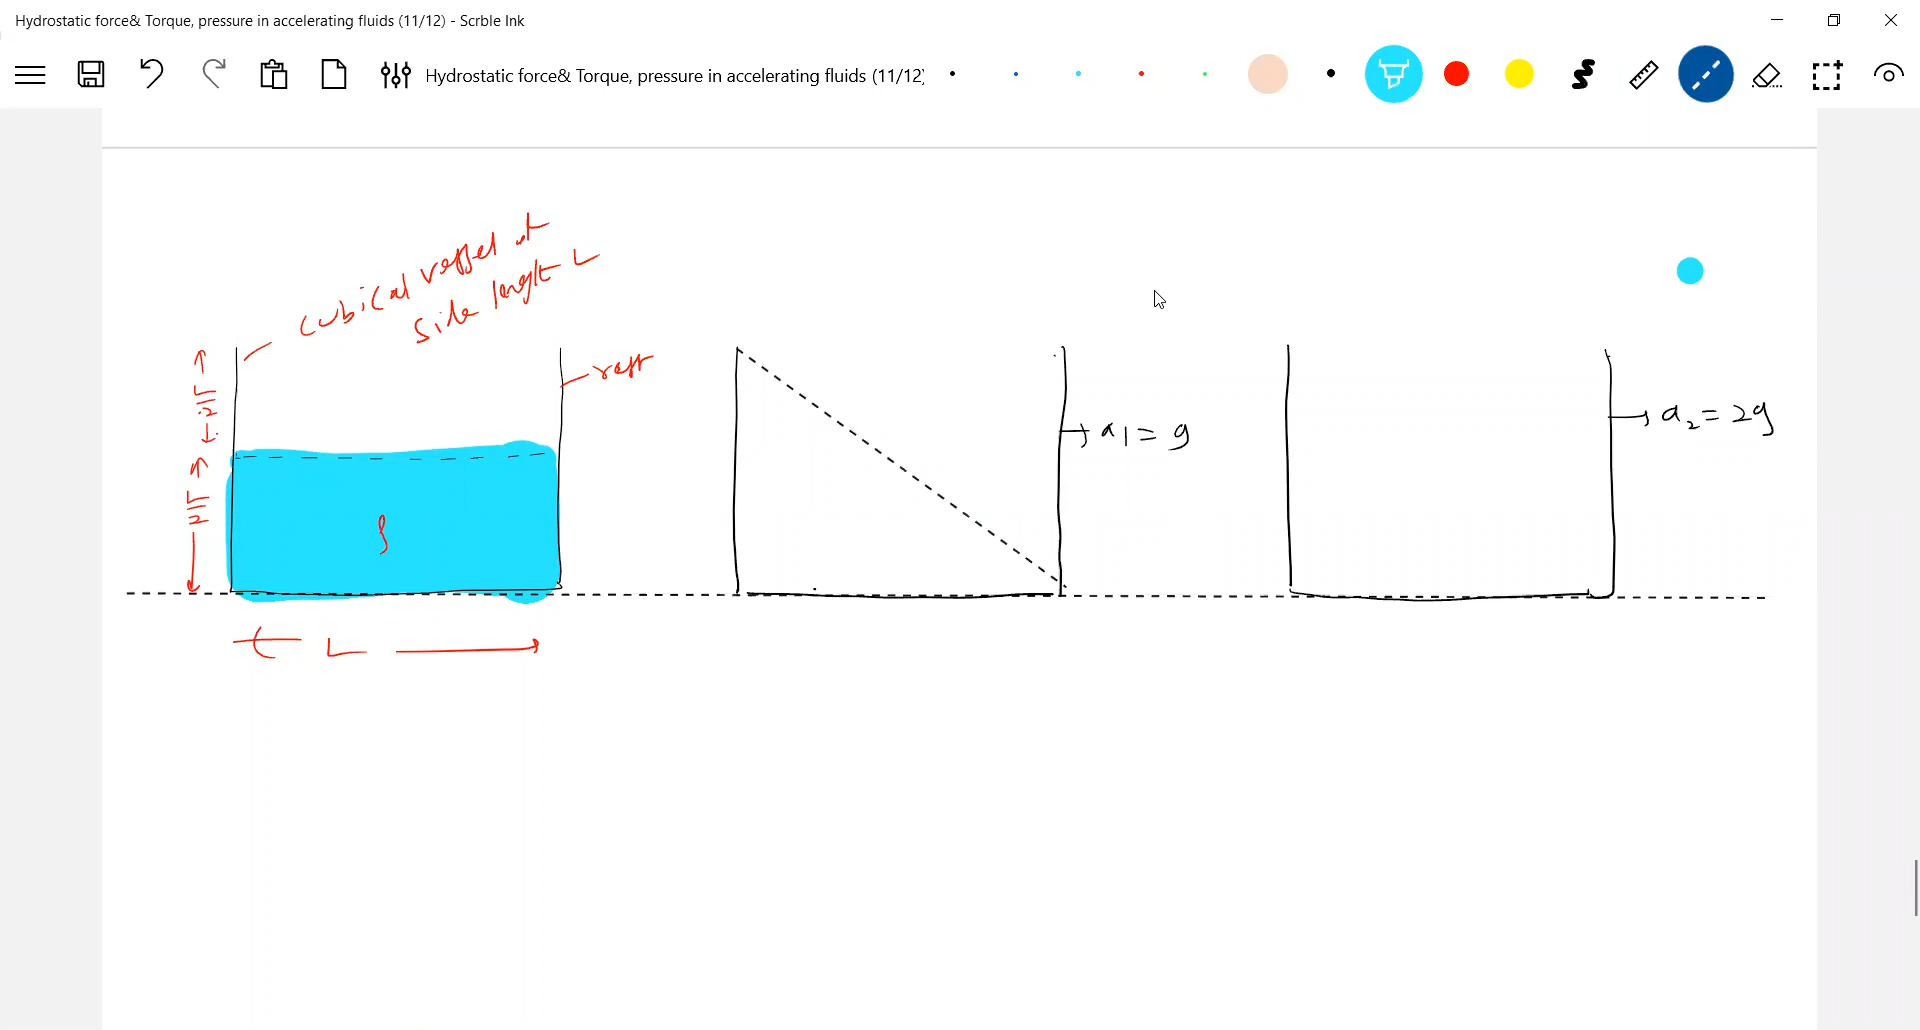 Hydrostatic force& Torque, pressure in accelerating fluids (11/12) - Scrble Ink
Hydrostatic force& Torque, pressure in accelerating fluids (11/12)
cubical vessel of
side length L
rest
L/2
L/2
ρ
L
a₁ = g
a₂ = 2g